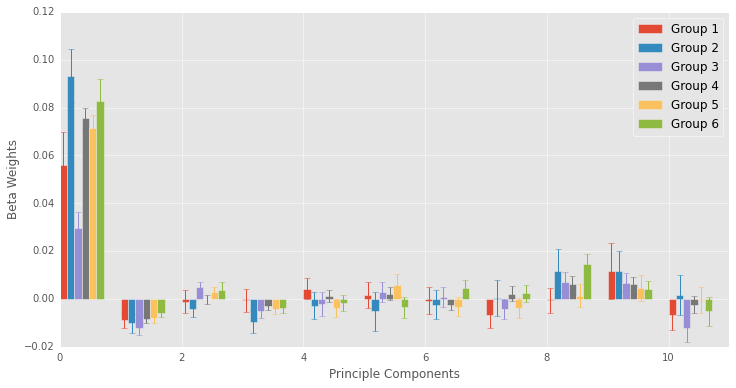 0.12
0.10
0.08
0.06
0.04
0.02
0.00
−0.02
Beta Weights
Group 1
Group 2
Group 3
Group 4
Group 5
Group 6
0 2 4 6 8 10
Principle Components